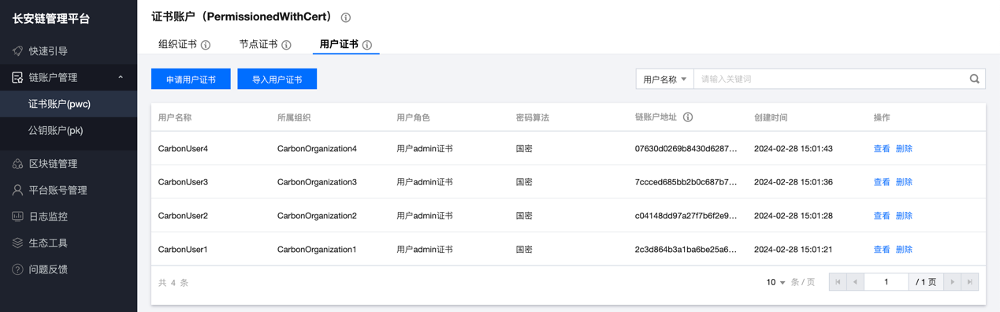 长安链管理平台
快速引导
链账户管理
证书账户(pwc)
公钥账户(pk)
区块链管理
平台账号管理
日志监控
生态工具
问题反馈
证书账户（PermissionedWithCert）
组织证书 节点证书 用户证书
申请用户证书 导入用户证书 用户名称 请输入关键词
用户名称 所属组织 用户角色 密码算法 链账户地址 创建时间 操作
CarbonUser4 CarbonOrganization4 用户admin证书 国密 07630d0269b8430d6287... 2024-02-28 15:01:43 查看 删除
CarbonUser3 CarbonOrganization3 用户admin证书 国密 7ccced685bb2b0c687b7... 2024-02-28 15:01:36 查看 删除
CarbonUser2 CarbonOrganization2 用户admin证书 国密 c04148dd97a27f7b6f2e9... 2024-02-28 15:01:28 查看 删除
CarbonUser1 CarbonOrganization1 用户admin证书 国密 2c3d864b3a1ba6be25a6... 2024-02-28 15:01:21 查看 删除
共 4 条 10 条 / 页 1 / 1 页